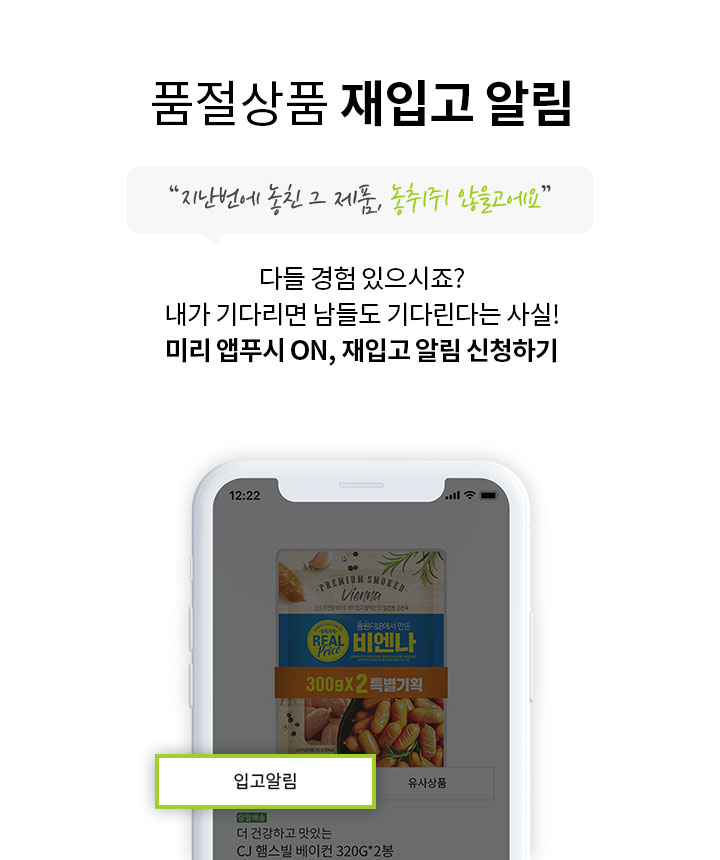 품절상품 재입고 알림
“지난번에 놓친 그 제품, 놓취쥐 않을고에요”
다들 경험 있으시죠?
내가 기다리면 남들도 기다린다는 사실!
미리 앱푸시 ON, 재입고 알림 신청하기
12:22
PREMIUM SMOKED
Vienna
동원F&B에서 만든
REAL
Price
비엔나
300gX2 특별기획
입고알림
유사상품
당일배송
더 건강하고 맛있는
CJ 햄스빌 베이컨 320G*2봉